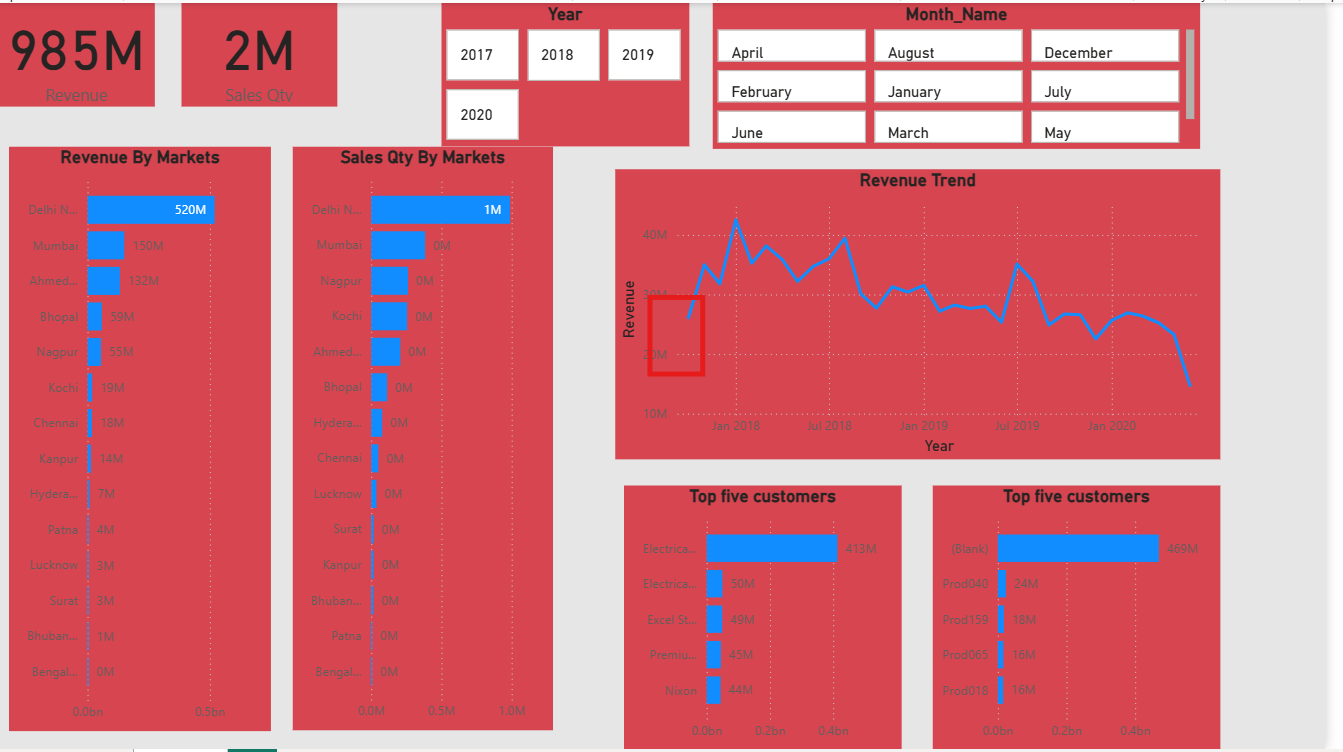 985M
Revenue
2M
Sales Qty
Year
2017 2018 2019
2020
Month_Name
April August December
February January July
June March May
Revenue By Markets
Delhi N... 520M
Mumbai 150M
Ahmed... 132M
Bhopal 59M
Nagpur 55M
Kochi 19M
Chennai 18M
Kanpur 14M
Hydera... 7M
Patna 4M
Lucknow 3M
Surat 3M
Bhuban... 1M
Bengal... 0M
0.0bn 0.5bn
Sales Qty By Markets
Delhi N... 1M
Mumbai 0M
Nagpur 0M
Kochi 0M
Ahmed... 0M
Bhopal 0M
Hydera... 0M
Chennai 0M
Lucknow 0M
Surat 0M
Kanpur 0M
Bhuban... 0M
Patna 0M
Bengal... 0M
0.0M 0.5M 1.0M
Revenue Trend
Revenue
40M
30M
20M
10M
Jan 2018 Jul 2018 Jan 2019 Jul 2019 Jan 2020
Year
Top five customers
Electrica... 413M
Electrica... 50M
Excel St... 49M
Premiu... 45M
Nixon 44M
0.0bn 0.2bn 0.4bn
Top five customers
(Blank) 469M
Prod040 24M
Prod159 18M
Prod065 16M
Prod018 16M
0.0bn 0.2bn 0.4bn